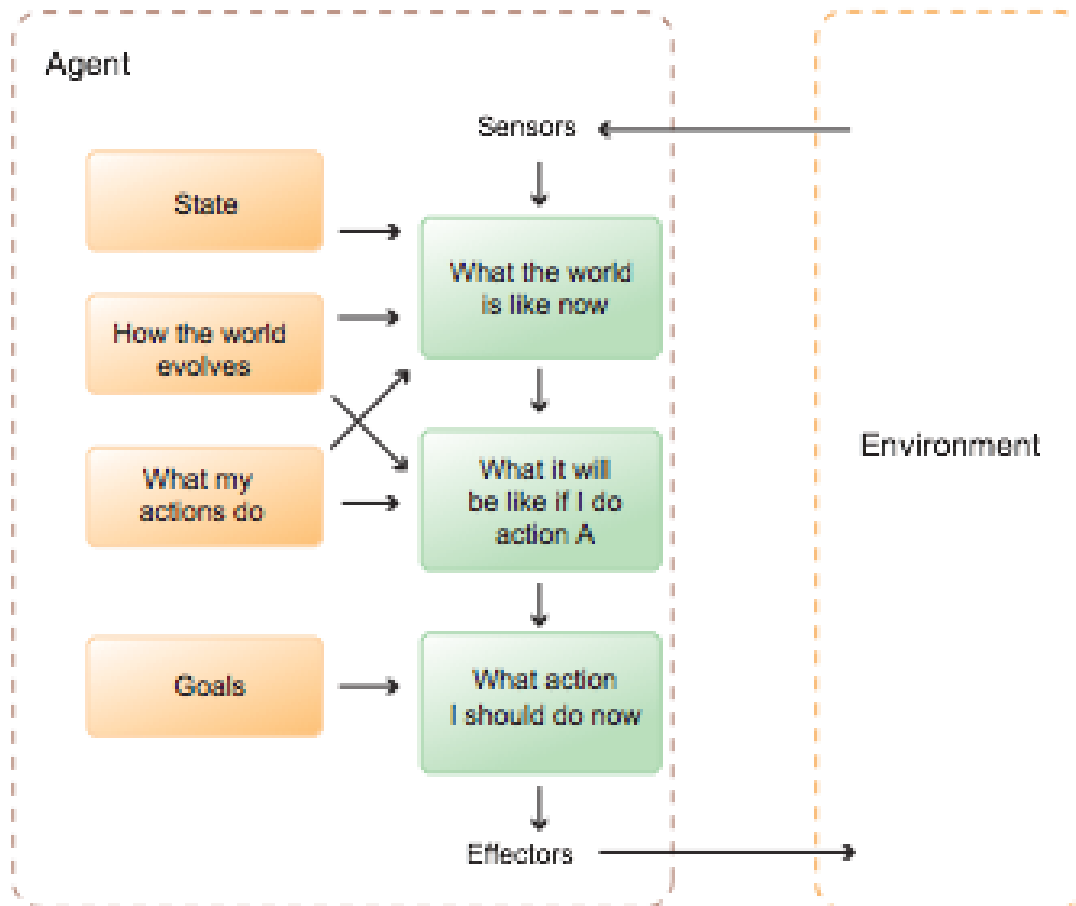 Agent
Sensors
State
What the world
is like now
How the world
evolves
What my
actions do
What it will
be like if I do
action A
Environment
Goals
What action
I should do now
Effectors